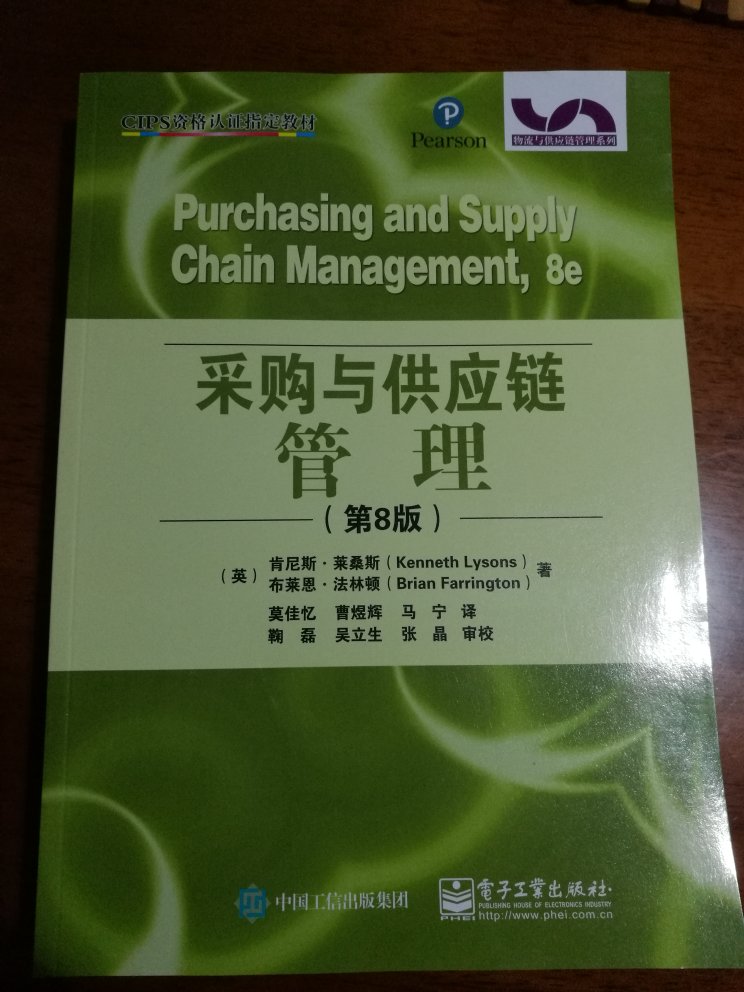 CIPS资格认证指定教材
Pearson
物流与供应链管理系列
Purchasing and Supply
Chain Management, 8e
采购与供应链
管 理
（第8版）
（英）
肯尼斯·莱桑斯（Kenneth Lysons）
布莱恩·法林顿（Brian Farrington）
著
莫佳忆 曹煜辉 马 宁 译
鞠 磊 吴立生 张 晶 审校
中国工信出版集团
电子工业出版社·
PUBLISHING HOUSE OF ELECTRONICS INDUSTRY
PHEI http://www.phei.com.cn